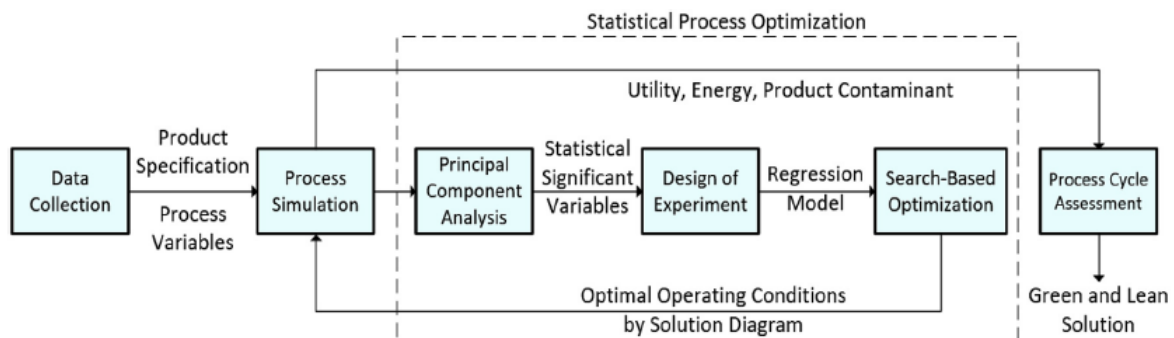 Statistical Process Optimization
Utility, Energy, Product Contaminant
Data
Collection
Product
Specification
Process
Variables
Process
Simulation
Principal
Component
Analysis
Statistical
Significant
Variables
Design of
Experiment
Regression
Model
Search-Based
Optimization
Process Cycle
Assessment
Optimal Operating Conditions
by Solution Diagram
Green and Lean
Solution